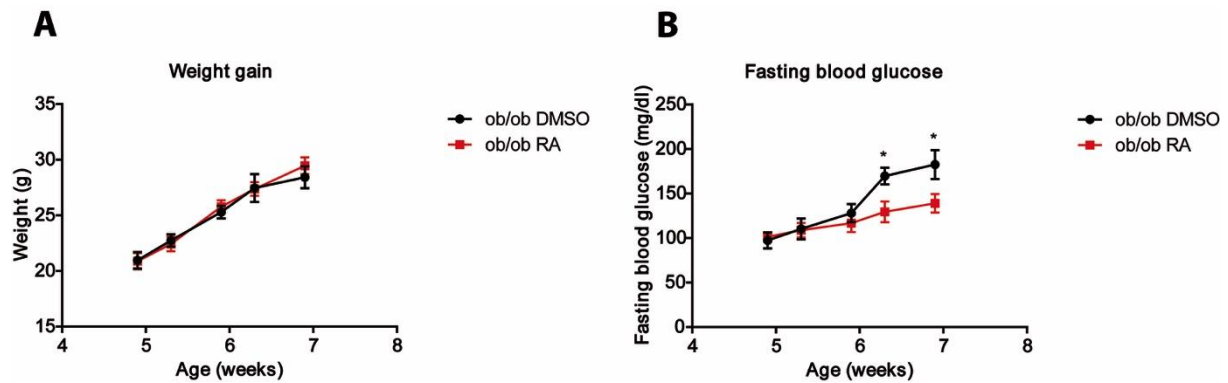 A
Weight gain
35
30
25
20
15
Weight (g)
4 5 6 7 8
Age (weeks)
ob/ob DMSO
ob/ob RA
B
Fasting blood glucose
250
200
150
100
50
0
Fasting blood glucose (mg/dl)
* *
4 5 6 7 8
Age (weeks)
ob/ob DMSO
ob/ob RA